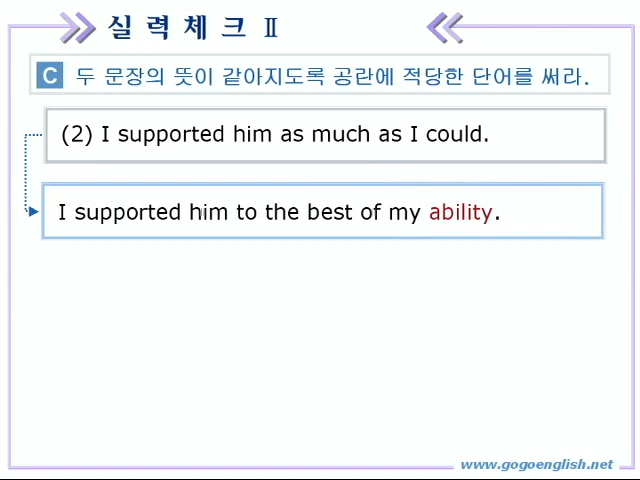 실력체크 Ⅱ
C 두 문장의 뜻이 같아지도록 공란에 적당한 단어를 써라.
(2) I supported him as much as I could.
I supported him to the best of my ability.
www.gogoenglish.net